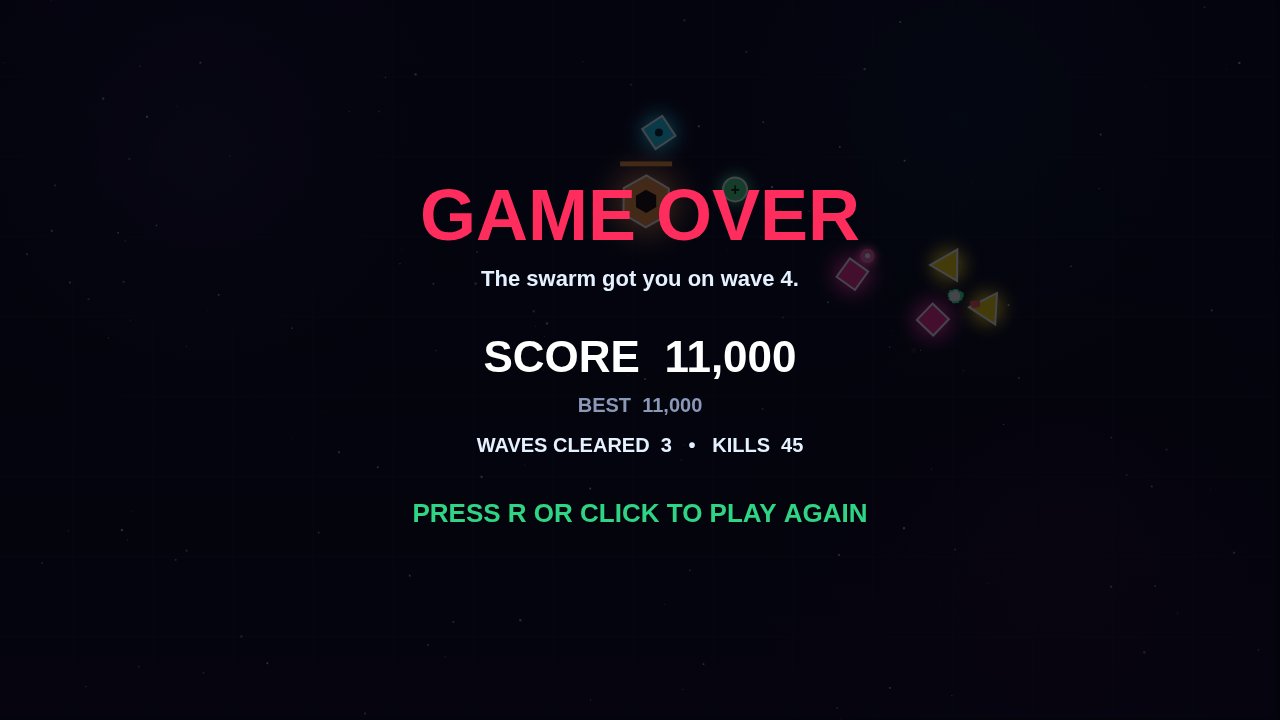 GAME OVER
The swarm got you on wave 4.
SCORE 11,000
BEST 11,000
WAVES CLEARED 3 • KILLS 45
PRESS R OR CLICK TO PLAY AGAIN